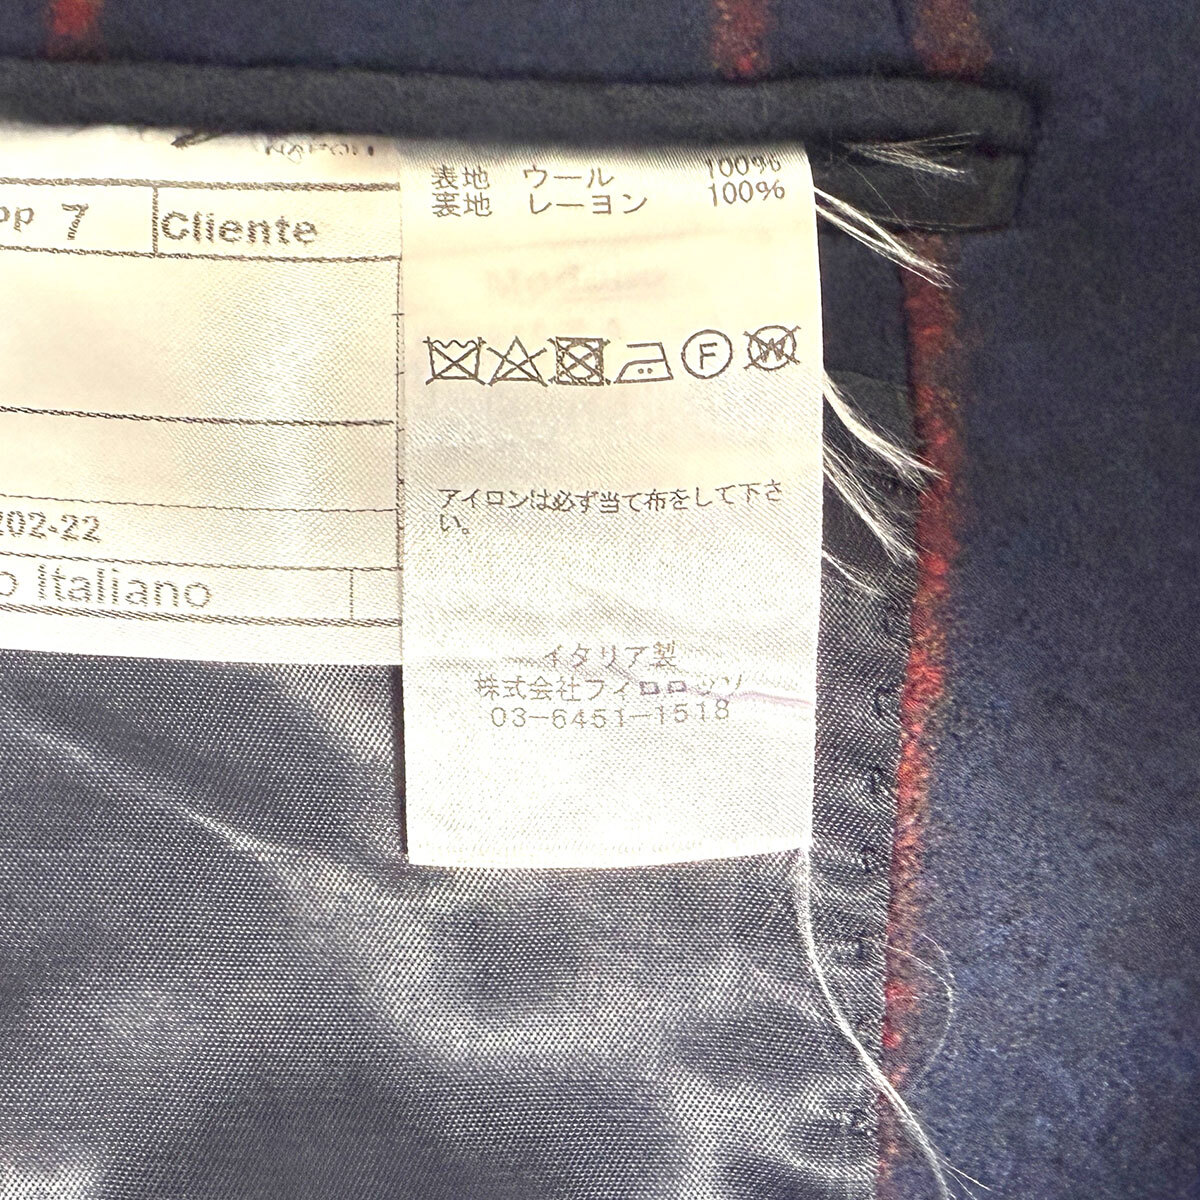 op 7
Cliente
202-22
o Italiano
表地 ウール 100%
表地 レーヨン 100%
F
W
アイロンは必ず当て布をして下さ
い。
イタリア製
株式会社フィロロッソ
03-6451-1518